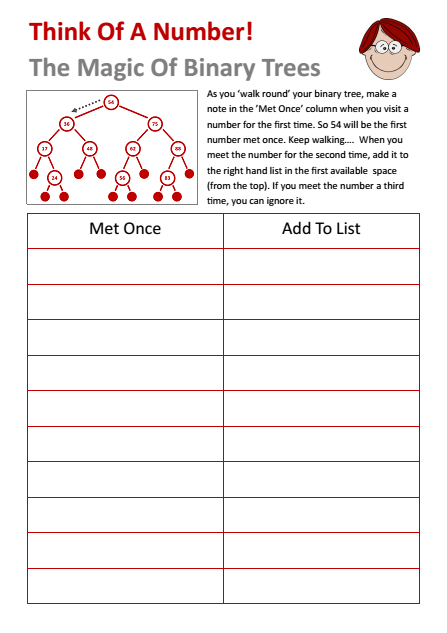 Think Of A Number!
The Magic Of Binary Trees
54
36 75
17 48 62 88
24 56 83
As you ‘walk round’ your binary tree, make a
note in the ‘Met Once’ column when you visit a
number for the first time. So 54 will be the first
number met once. Keep walking…. When you
meet the number for the second time, add it to
the right hand list in the first available space
(from the top). If you meet the number a third
time, you can ignore it.
Met Once Add To List